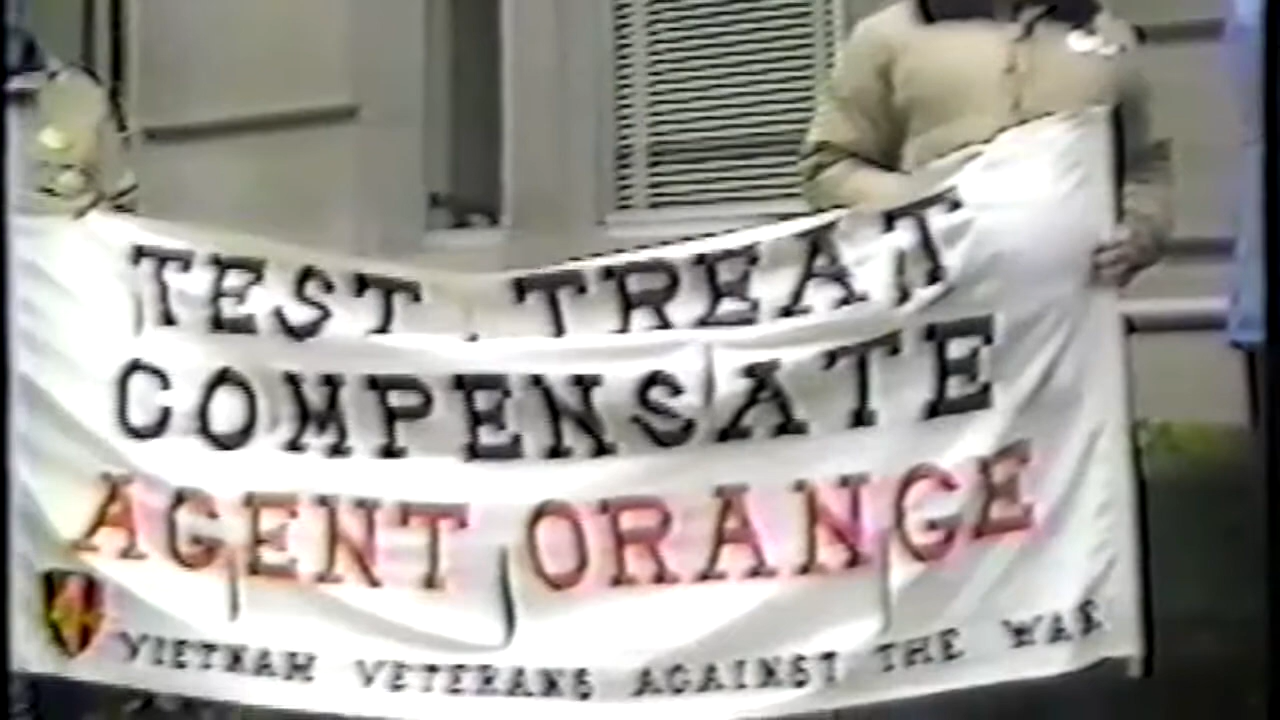 TEST, TREAT
COMPENSATE
AGENT ORANGE
VIETNAM VETERANS AGAINST THE WAR